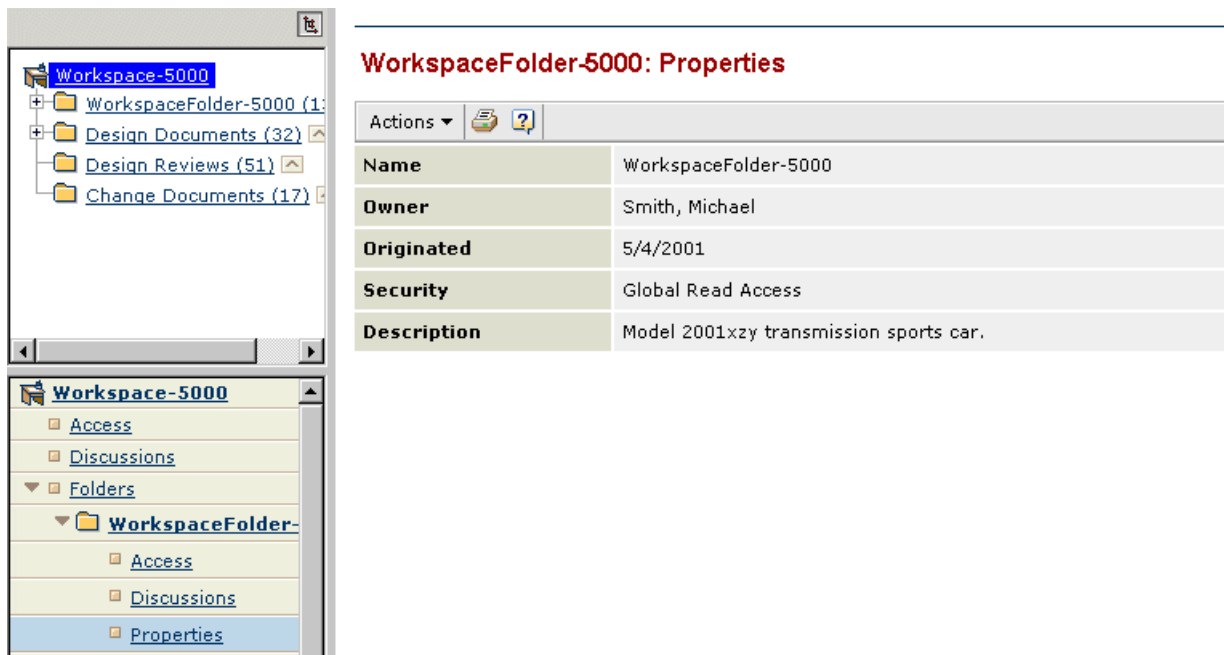 Workspace-5000
WorkspaceFolder-5000
Design Documents (32)
Design Reviews (51)
Change Documents (17)
Workspace-5000
Access
Discussions
Folders
WorkspaceFolder-
Access
Discussions
Properties
WorkspaceFolder-5000: Properties
Actions
Name WorkspaceFolder-5000
Owner Smith, Michael
Originated 5/4/2001
Security Global Read Access
Description Model 2001xzy transmission sports car.